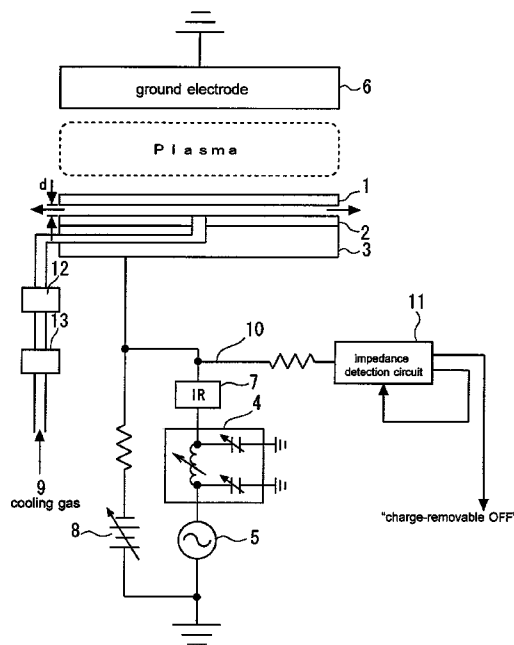 ground electrode
6
Plasma
d
1
2
3
12
13
10
11
impedance
detection circuit
IR
7
4
9
cooling gas
8
5
"charge-removable OFF"